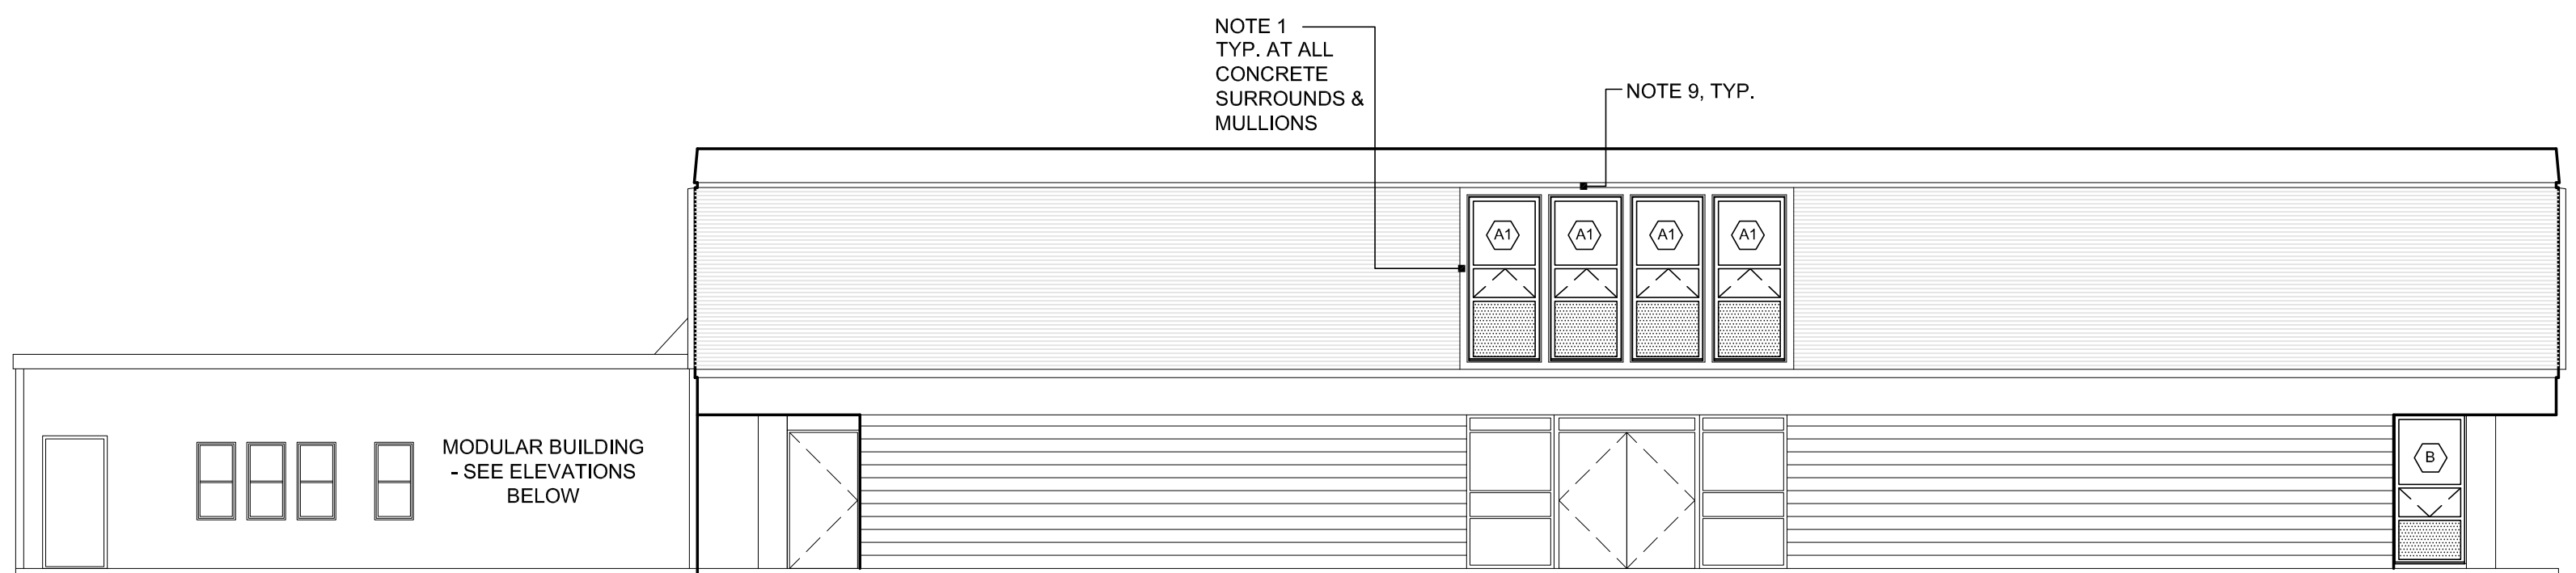 NOTE 1
TYP. AT ALL
CONCRETE
SURROUNDS &
MULLIONS
NOTE 9, TYP.
A1
A1
A1
A1
MODULAR BUILDING
- SEE ELEVATIONS
BELOW
B